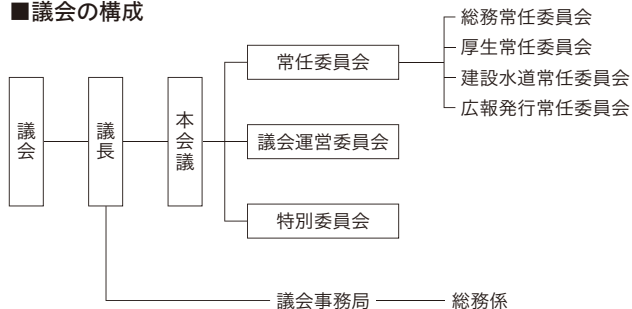 ■議会の構成
議会
議長
本会議
常任委員会
総務常任委員会
厚生常任委員会
建設水道常任委員会
広報発行常任委員会
議会運営委員会
特別委員会
議会事務局
総務係